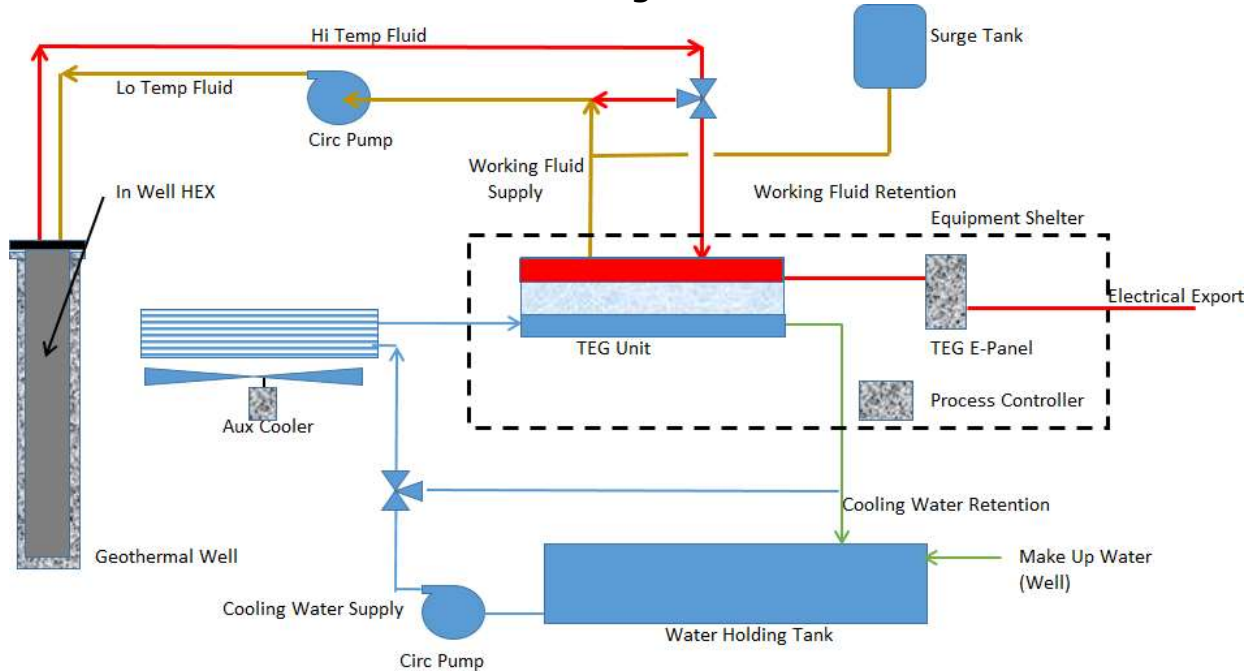 Hi Temp Fluid
Surge Tank
Lo Temp Fluid
Circ Pump
Working Fluid
Supply
In Well HEX
Working Fluid Retention
Equipment Shelter
Electrical Export
TEG Unit
TEG E-Panel
Process Controller
Aux Cooler
Cooling Water Retention
Geothermal Well
Make Up Water
(Well)
Cooling Water Supply
Water Holding Tank
Circ Pump